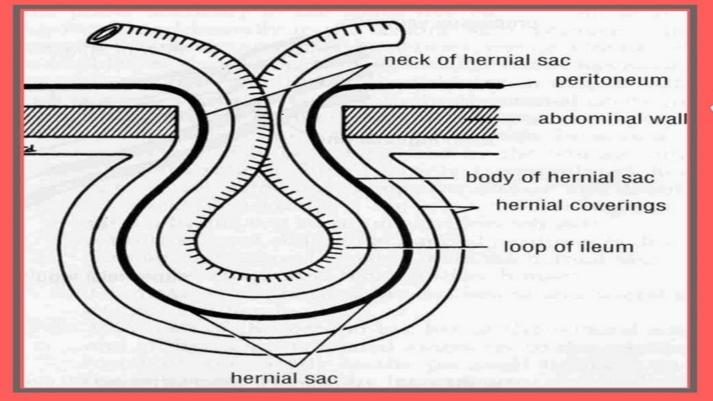 neck of hernial sac
peritoneum
abdominal wall
body of hernial sac
hernial coverings
loop of ileum
hernial sac